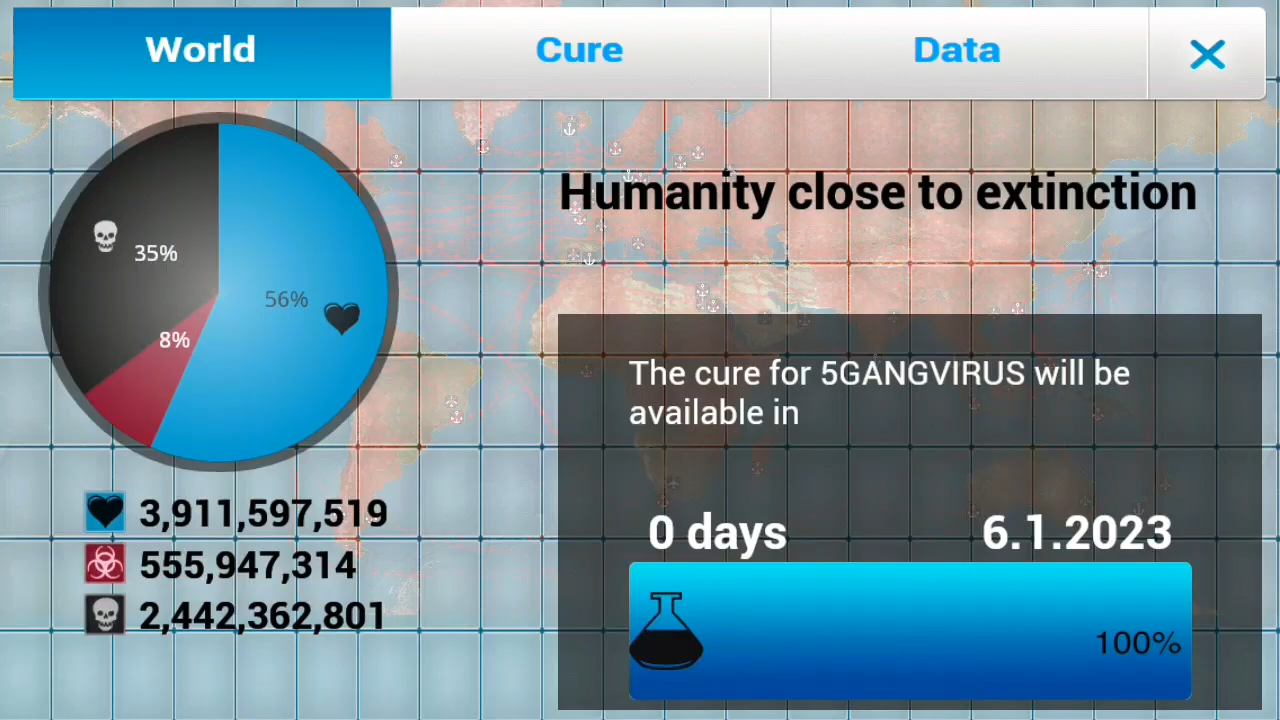 World
Cure
Data
Humanity close to extinction
35%
56%
8%
The cure for 5GANGVIRUS will be
available in
0 days
6.1.2023
100%
3,911,597,519
555,947,314
2,442,362,801